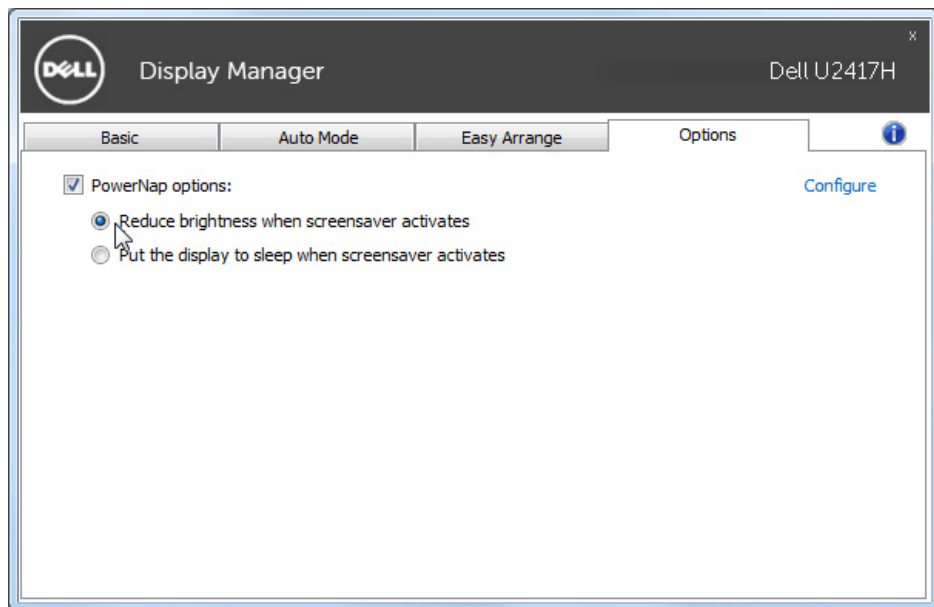 x
DELL Display Manager Dell U2417H
Basic Auto Mode Easy Arrange Options i
PowerNap options: Configure
Reduce brightness when screensaver activates
Put the display to sleep when screensaver activates